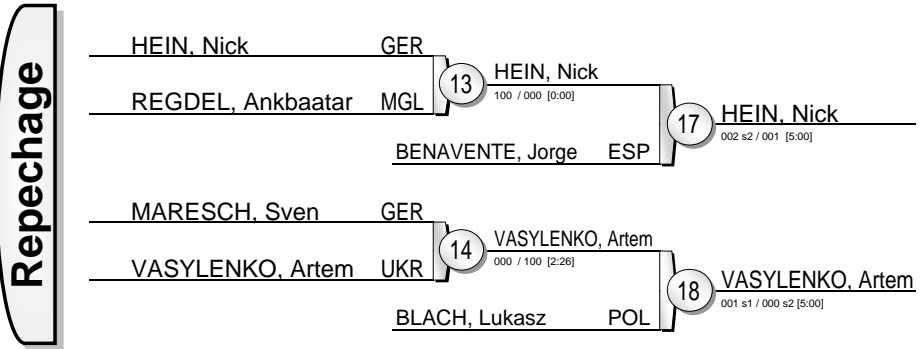 Repechage
HEIN, Nick GER
REGDEL, Ankbaatar MGL
13
HEIN, Nick
100 / 000 [0:00]
BENAVENTE, Jorge ESP
17
HEIN, Nick
002 s2 / 001 [5:00]
MARESCH, Sven GER
VASYLENKO, Artem UKR
14
VASYLENKO, Artem
000 / 100 [2:26]
BLACH, Lukasz POL
18
VASYLENKO, Artem
001 s1 / 000 s2 [5:00]